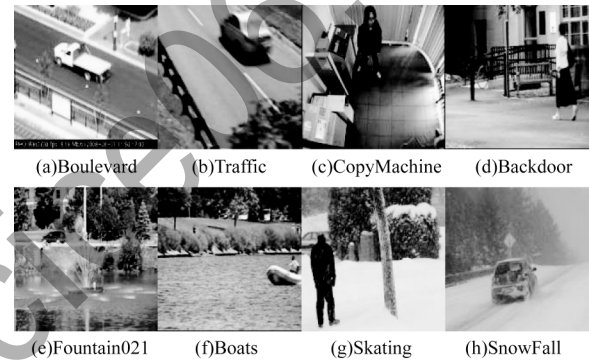 (a)Boulevard
(b)Traffic
(c)CopyMachine
(d)Backdoor
(e)Fountain021
(f)Boats
(g)Skating
(h)SnowFall